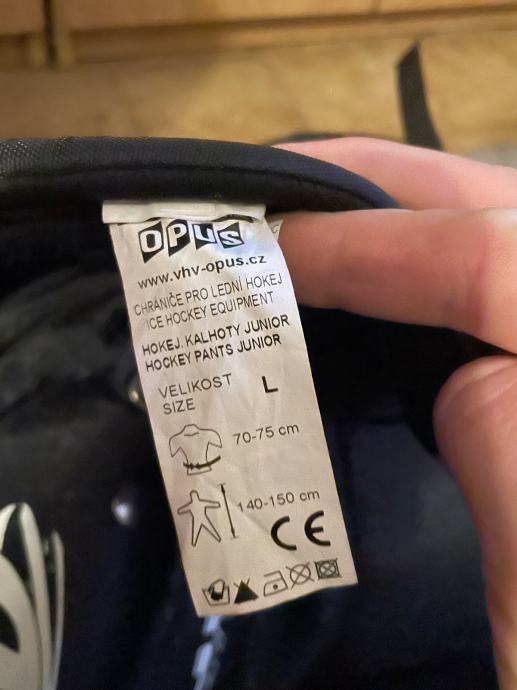 OPUS
www.vhv-opus.cz
CHRÁNIČE PRO LEDNÍ HOKEJ
ICE HOCKEY EQUIPMENT
HOKEJ. KALHOTY JUNIOR
HOCKEY PANTS JUNIOR
VELIKOST L
SIZE
70-75 cm
140-150 cm
CE